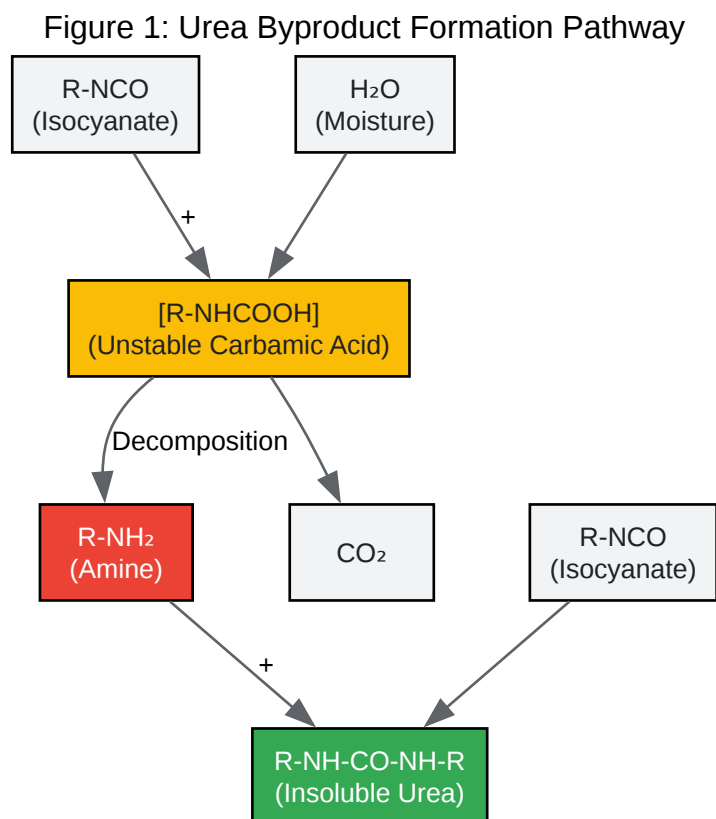 Figure 1: Urea Byproduct Formation Pathway
R-NCO
(Isocyanate)
H₂O
(Moisture)
+
[R-NHCOOH]
(Unstable Carbamic Acid)
Decomposition
R-NH₂
(Amine)
CO₂
R-NCO
(Isocyanate)
+
R-NH-CO-NH-R
(Insoluble Urea)